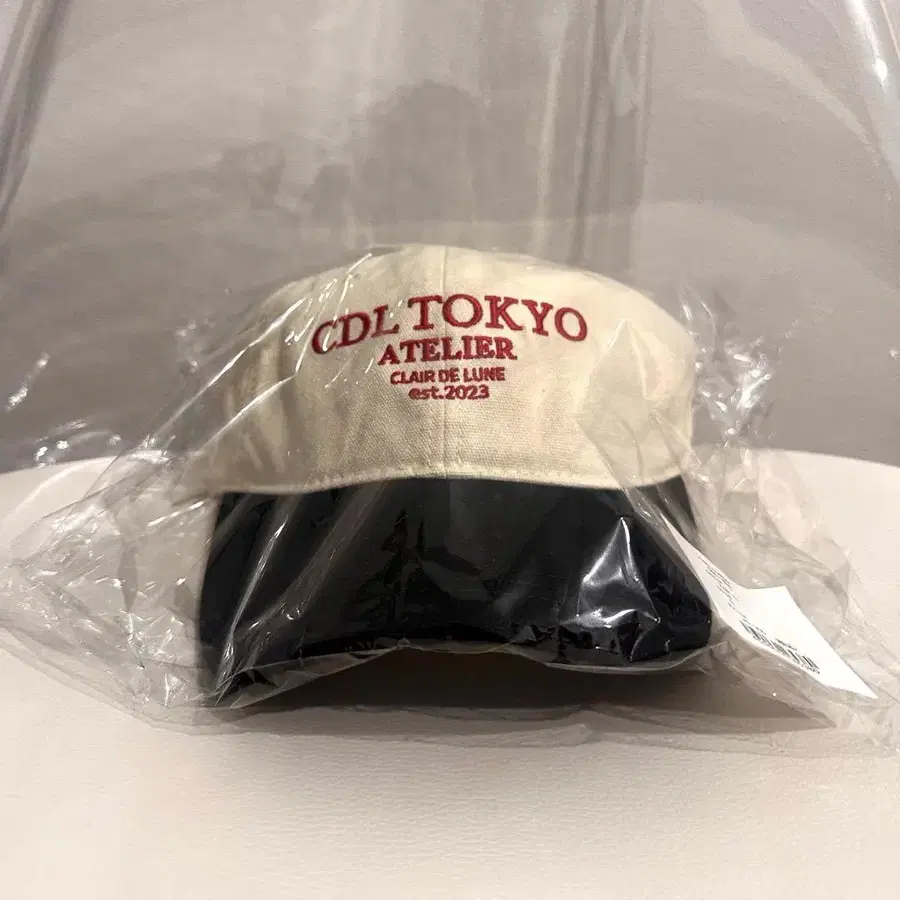 CDL TOKYO
ATELIER
CLAIR DE LUNE
est.2023